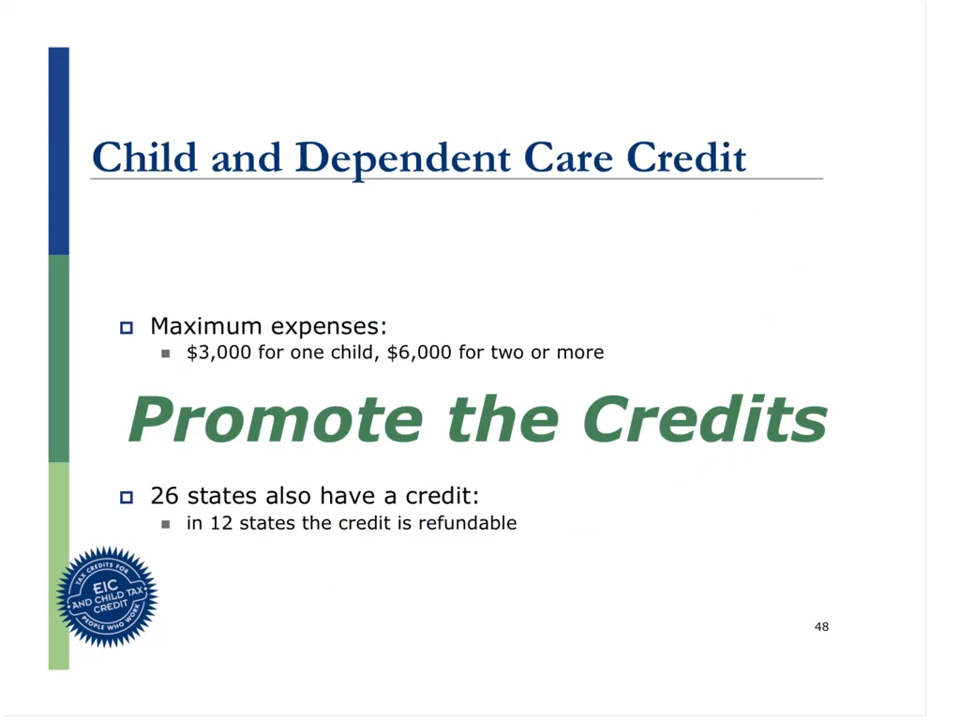 Child and Dependent Care Credit
Maximum expenses:
$3,000 for one child, $6,000 for two or more
Promote the Credits
26 states also have a credit:
in 12 states the credit is refundable
TAX CREDITS FOR
EIC
AND CHILD TAX
CREDIT
PEOPLE WHO WORK
48